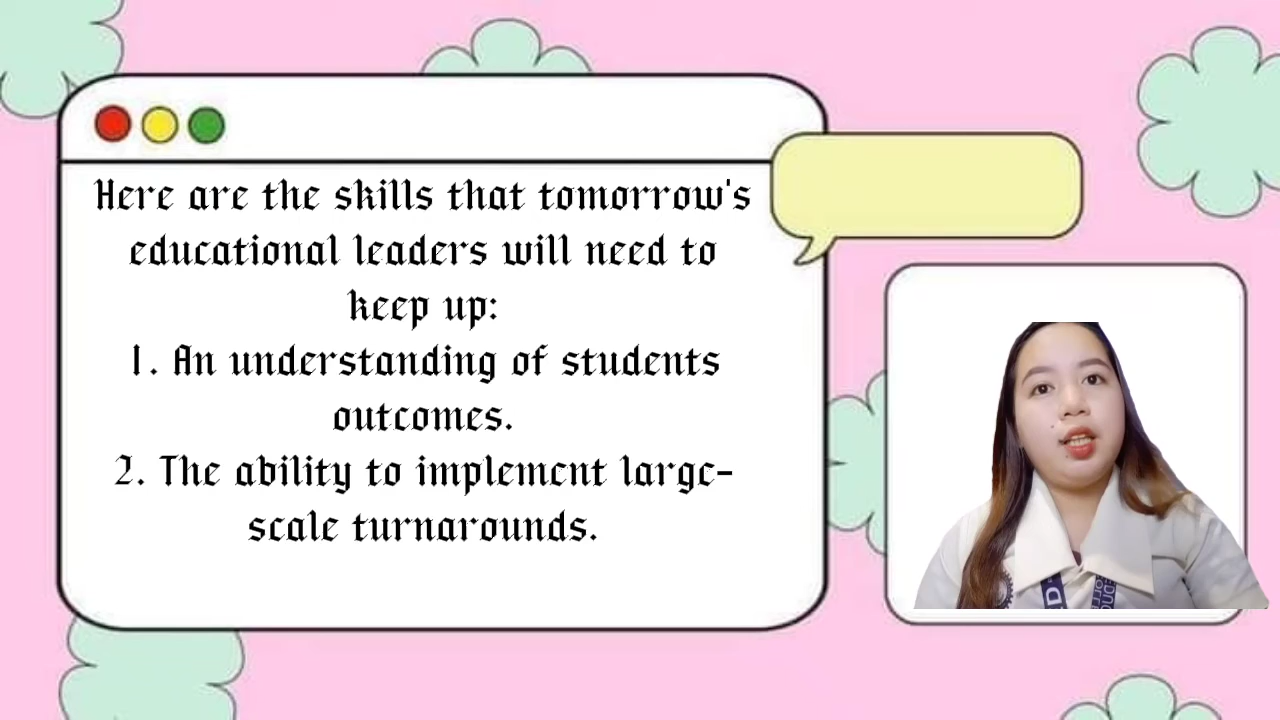 Here are the skills that tomorrow's
educational leaders will need to
keep up:
1. An understanding of students
outcomes.
2. The ability to implement large-
scale turnarounds.